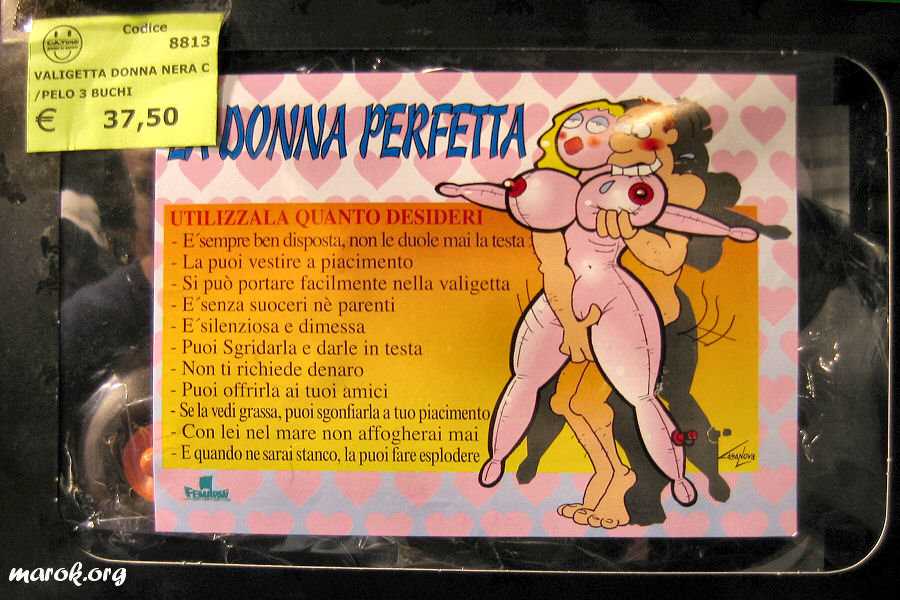 Codice
8813
VALIGETTA DONNA NERA C
/PELO 3 BUCHI
€ 37,50
LA DONNA PERFETTA
UTILIZZALA QUANTO DESIDERI
- E´sempre ben disposta, non le duole mai la testa
- La puoi vestire a piacimento
- Si può portare facilmente nella valigetta
- E´senza suoceri nè parenti
- E´silenziosa e dimessa
- Puoi Sgridarla e darle in testa
- Non ti richiede denaro
- Puoi offrirla ai tuoi amici
- Se la vedi grassa, puoi sgonfiarla a tuo piacimento
- Con lei nel mare non affogherai mai
- E quando ne sarai stanco, la puoi fare esplodere
CASANOVA
FEMARVI
marok.org